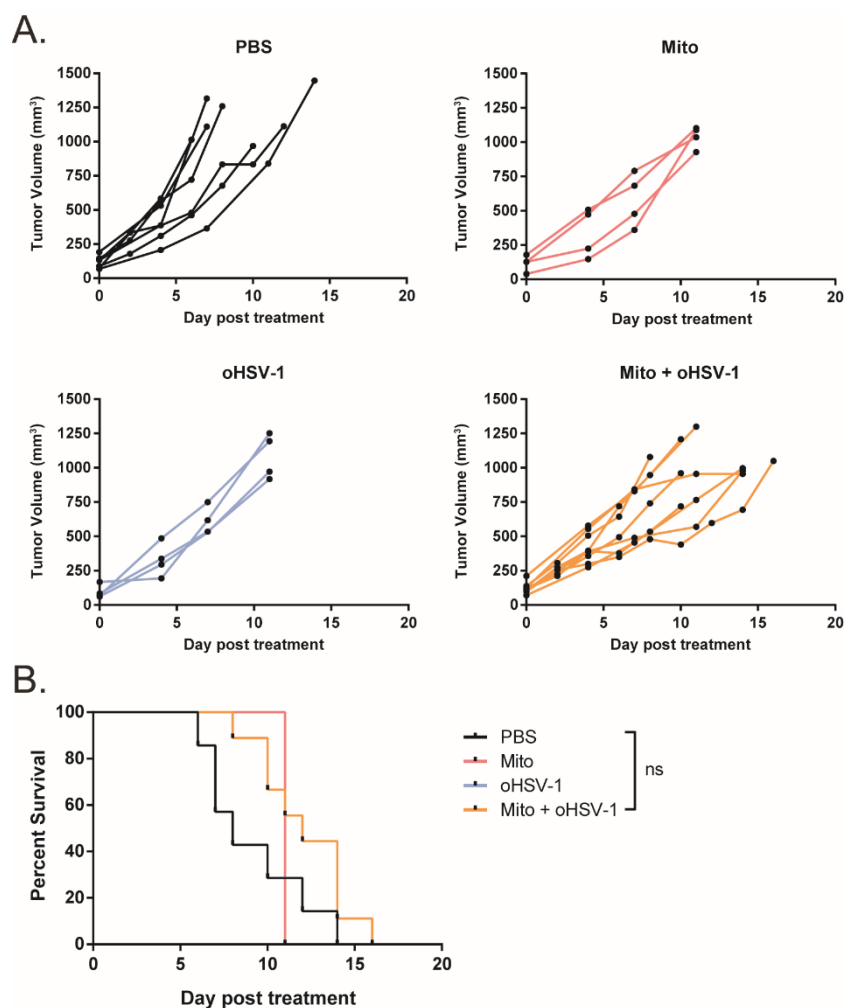 A.
PBS
Tumor Volume (mm³)
1500
1250
1000
750
500
250
0
0 5 10 15 20
Day post treatment
Mito
Tumor Volume (mm³)
1500
1250
1000
750
500
250
0
0 5 10 15 20
Day post treatment
oHSV-1
Tumor Volume (mm³)
1500
1250
1000
750
500
250
0
0 5 10 15 20
Day post treatment
Mito + oHSV-1
Tumor Volume (mm³)
1500
1250
1000
750
500
250
0
0 5 10 15 20
Day post treatment
B.
Percent Survival
100
80
60
40
20
0
0 5 10 15 20
Day post treatment
PBS
Mito
oHSV-1
Mito + oHSV-1
ns